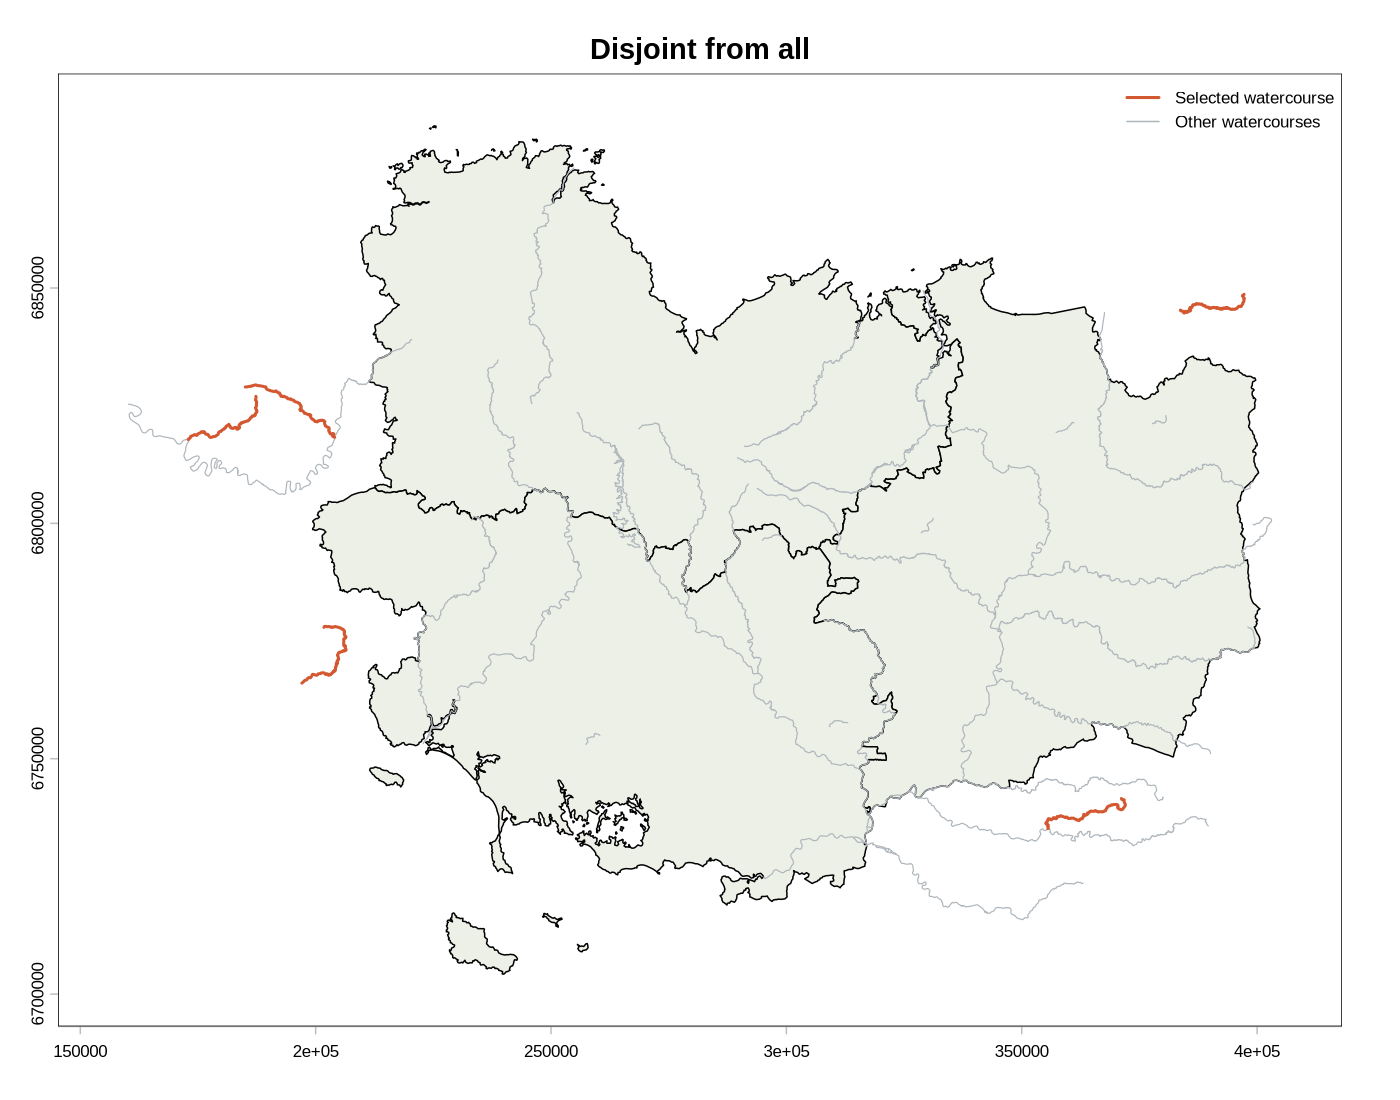 Disjoint from all
Selected watercourse
Other watercourses
6850000
6800000
6750000
6700000
150000 2e+05 250000 3e+05 350000 4e+05